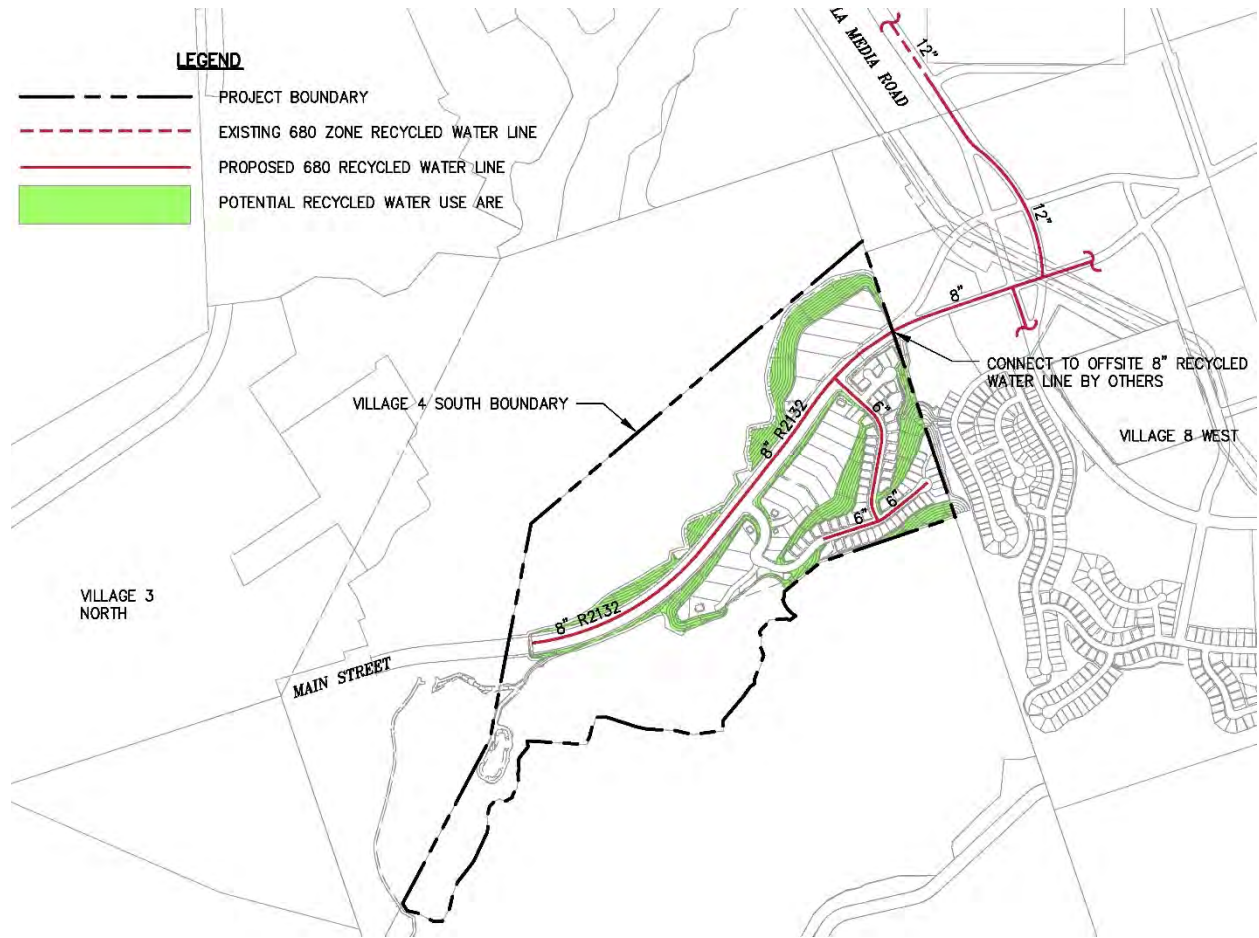 LEGEND
PROJECT BOUNDARY
EXISTING 680 ZONE RECYCLED WATER LINE
PROPOSED 680 RECYCLED WATER LINE
POTENTIAL RECYCLED WATER USE ARE
LA MEDIA ROAD
12"
12"
8"
CONNECT TO OFFSITE 8" RECYCLED
WATER LINE BY OTHERS
VILLAGE 4 SOUTH BOUNDARY
VILLAGE 8 WEST
8" R2132
6"
6"
6"
8" R2132
VILLAGE 3
NORTH
MAIN STREET